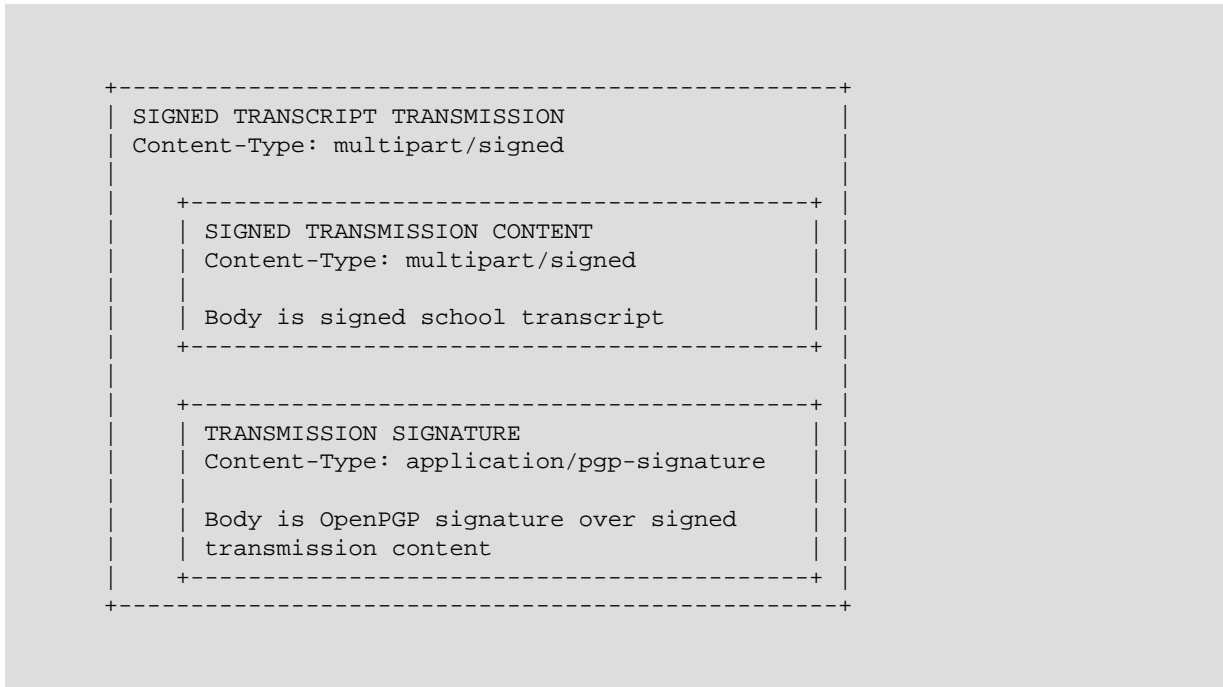 SIGNED TRANSCRIPT TRANSMISSION
Content-Type: multipart/signed
SIGNED TRANSMISSION CONTENT
Content-Type: multipart/signed
Body is signed school transcript
TRANSMISSION SIGNATURE
Content-Type: application/pgp-signature
Body is OpenPGP signature over signed
transmission content